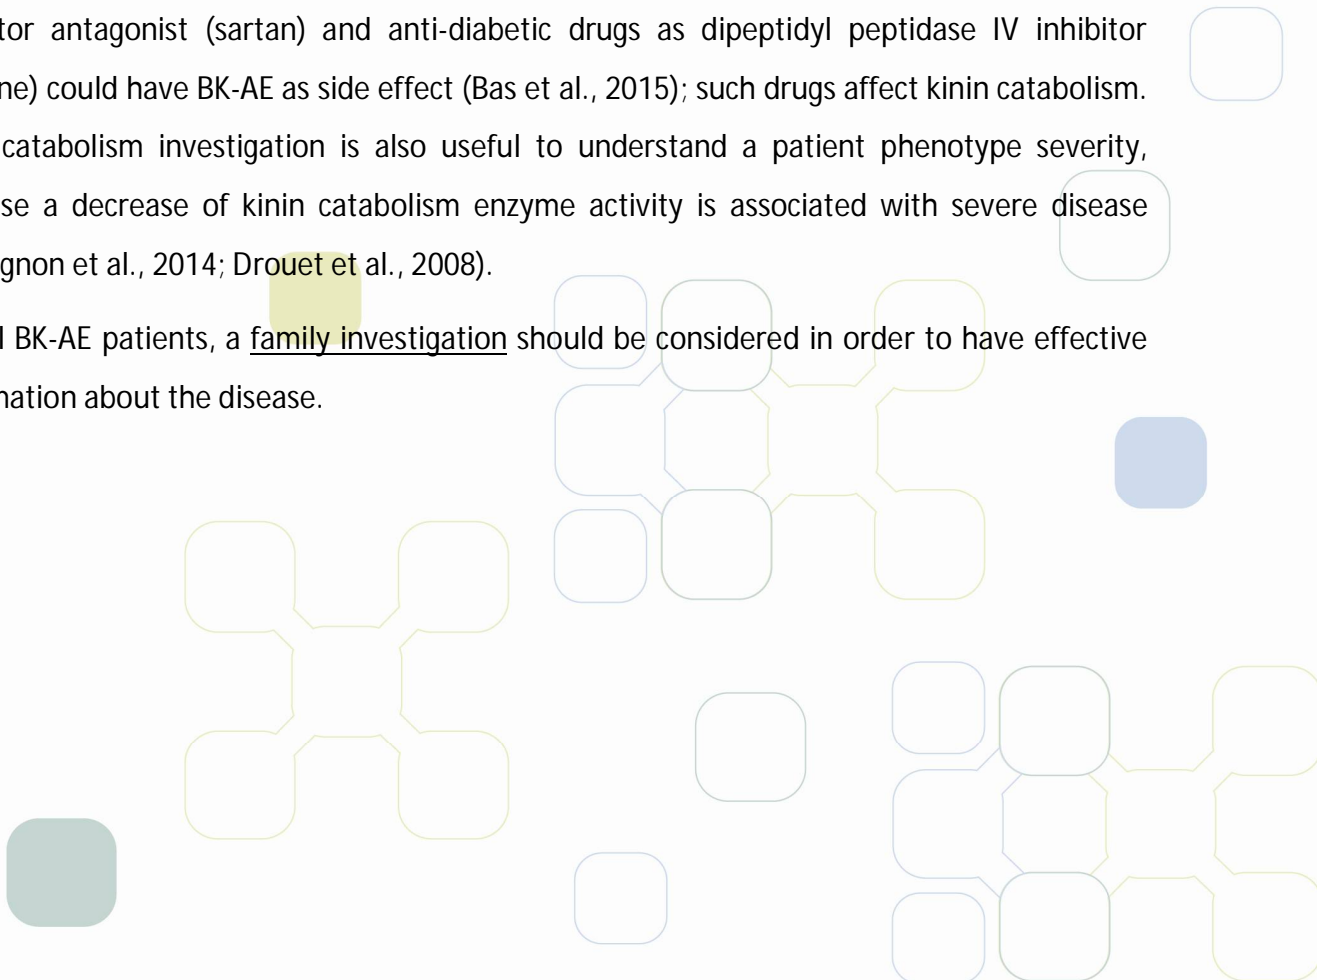 tor antagonist (sartan) and anti-diabetic drugs as dipeptidyl peptidase IV inhibitor
ne) could have BK-AE as side effect (Bas et al., 2015); such drugs affect kinin catabolism.
catabolism investigation is also useful to understand a patient phenotype severity,
se a decrease of kinin catabolism enzyme activity is associated with severe disease
gnon et al., 2014; Drouet et al., 2008).
l BK-AE patients, a family investigation should be considered in order to have effective
nation about the disease.